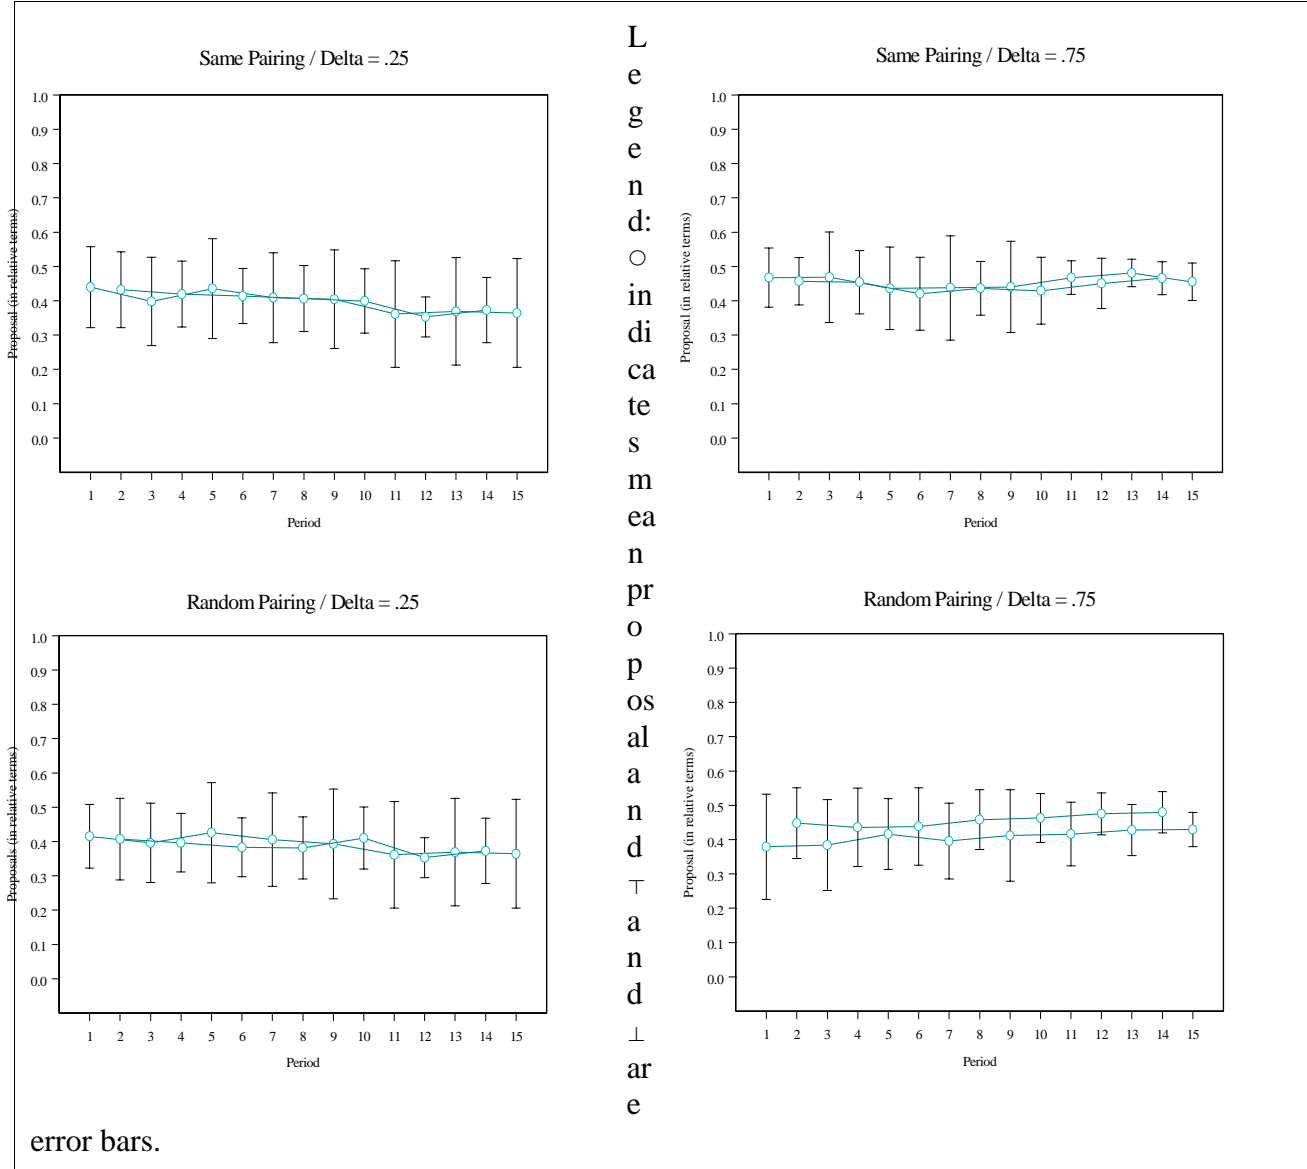 Same Pairing / Delta = .25
1.0
0.9
0.8
0.7
0.6
0.5
0.4
0.3
0.2
0.1
0.0
Proposal (in relative terms)
1 2 3 4 5 6 7 8 9 10 11 12 13 14 15
Period
L
e
g
e
n
d:
○
in
di
ca
te
s
m
ea
n
pr
o
p
os
al
a
n
d
⊤
a
n
d
⊥
ar
e
Same Pairing / Delta = .75
1.0
0.9
0.8
0.7
0.6
0.5
0.4
0.3
0.2
0.1
0.0
Proposal (in relative terms)
1 2 3 4 5 6 7 8 9 10 11 12 13 14 15
Period
Random Pairing / Delta = .25
1.0
0.9
0.8
0.7
0.6
0.5
0.4
0.3
0.2
0.1
0.0
Proposals (in relative terms)
1 2 3 4 5 6 7 8 9 10 11 12 13 14 15
Period
Random Pairing / Delta = .75
1.0
0.9
0.8
0.7
0.6
0.5
0.4
0.3
0.2
0.1
0.0
Proposal (in relative terms)
1 2 3 4 5 6 7 8 9 10 11 12 13 14 15
Period
error bars.